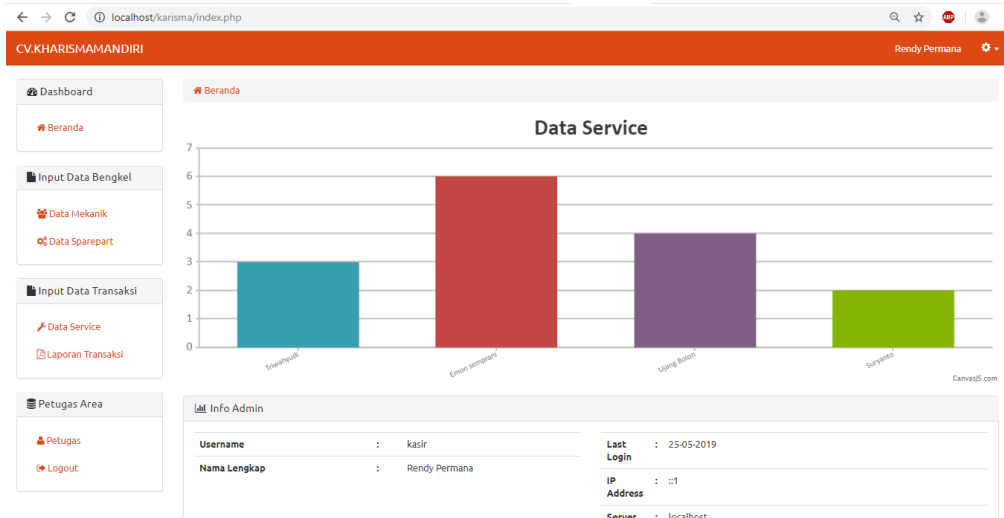 localhost/karisma/index.php
ABP
CV.KHARISMAMANDIRI
Rendy Permana
Dashboard
Beranda
Input Data Bengkel
Data Mekanik
Data Sparepart
Input Data Transaksi
Data Service
Laporan Transaksi
Petugas Area
Petugas
Logout
Beranda
Data Service
7
6
5
4
3
2
1
0
Triwahyudi
Emon semprani
Ujang Bolon
Suryanto
CanvasJS.com
Info Admin
Username : kasir
Nama Lengkap : Rendy Permana
Last Login : 25-05-2019
IP Address : ::1
Server : localhost